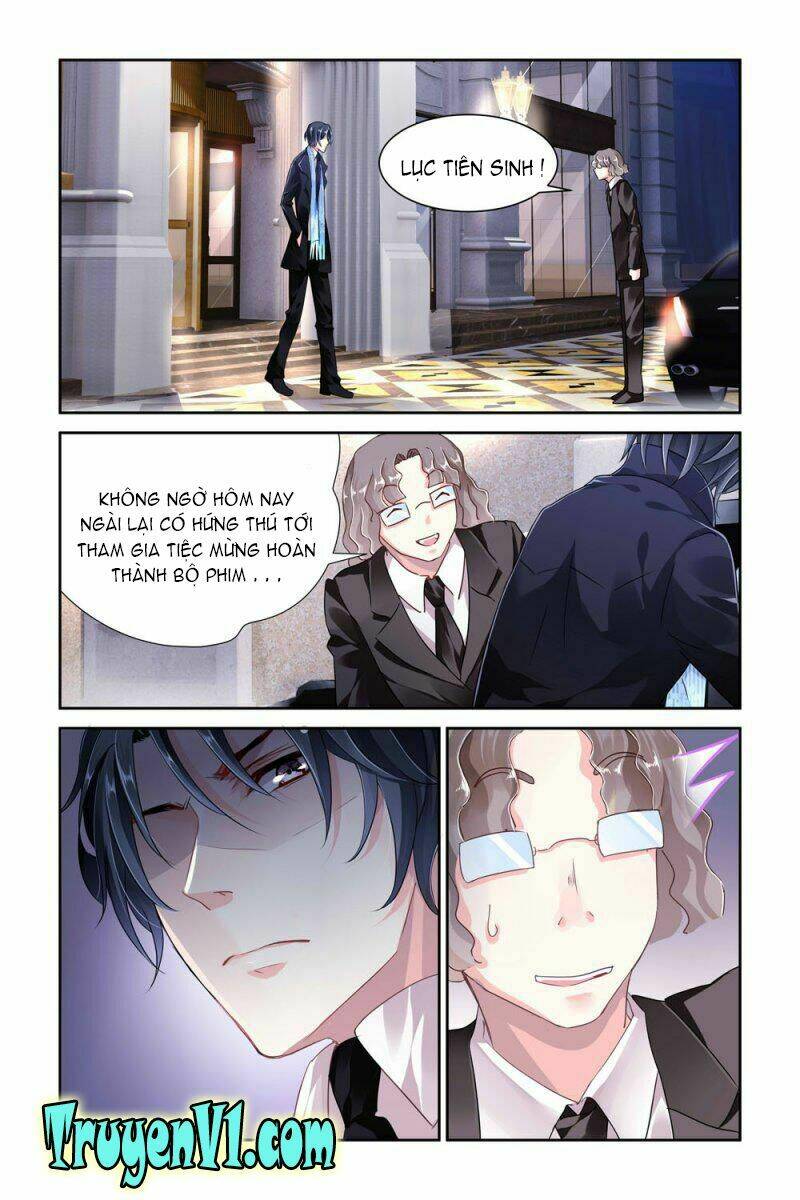 LỤC TIÊN SINH !
KHÔNG NGỜ HÔM NAY
NGÀI LẠI CÓ HỨNG THÚ TỚI
THAM GIA TIỆC MỪNG HOÀN
THÀNH BỘ PHIM . . .
TRUYENV1.COM